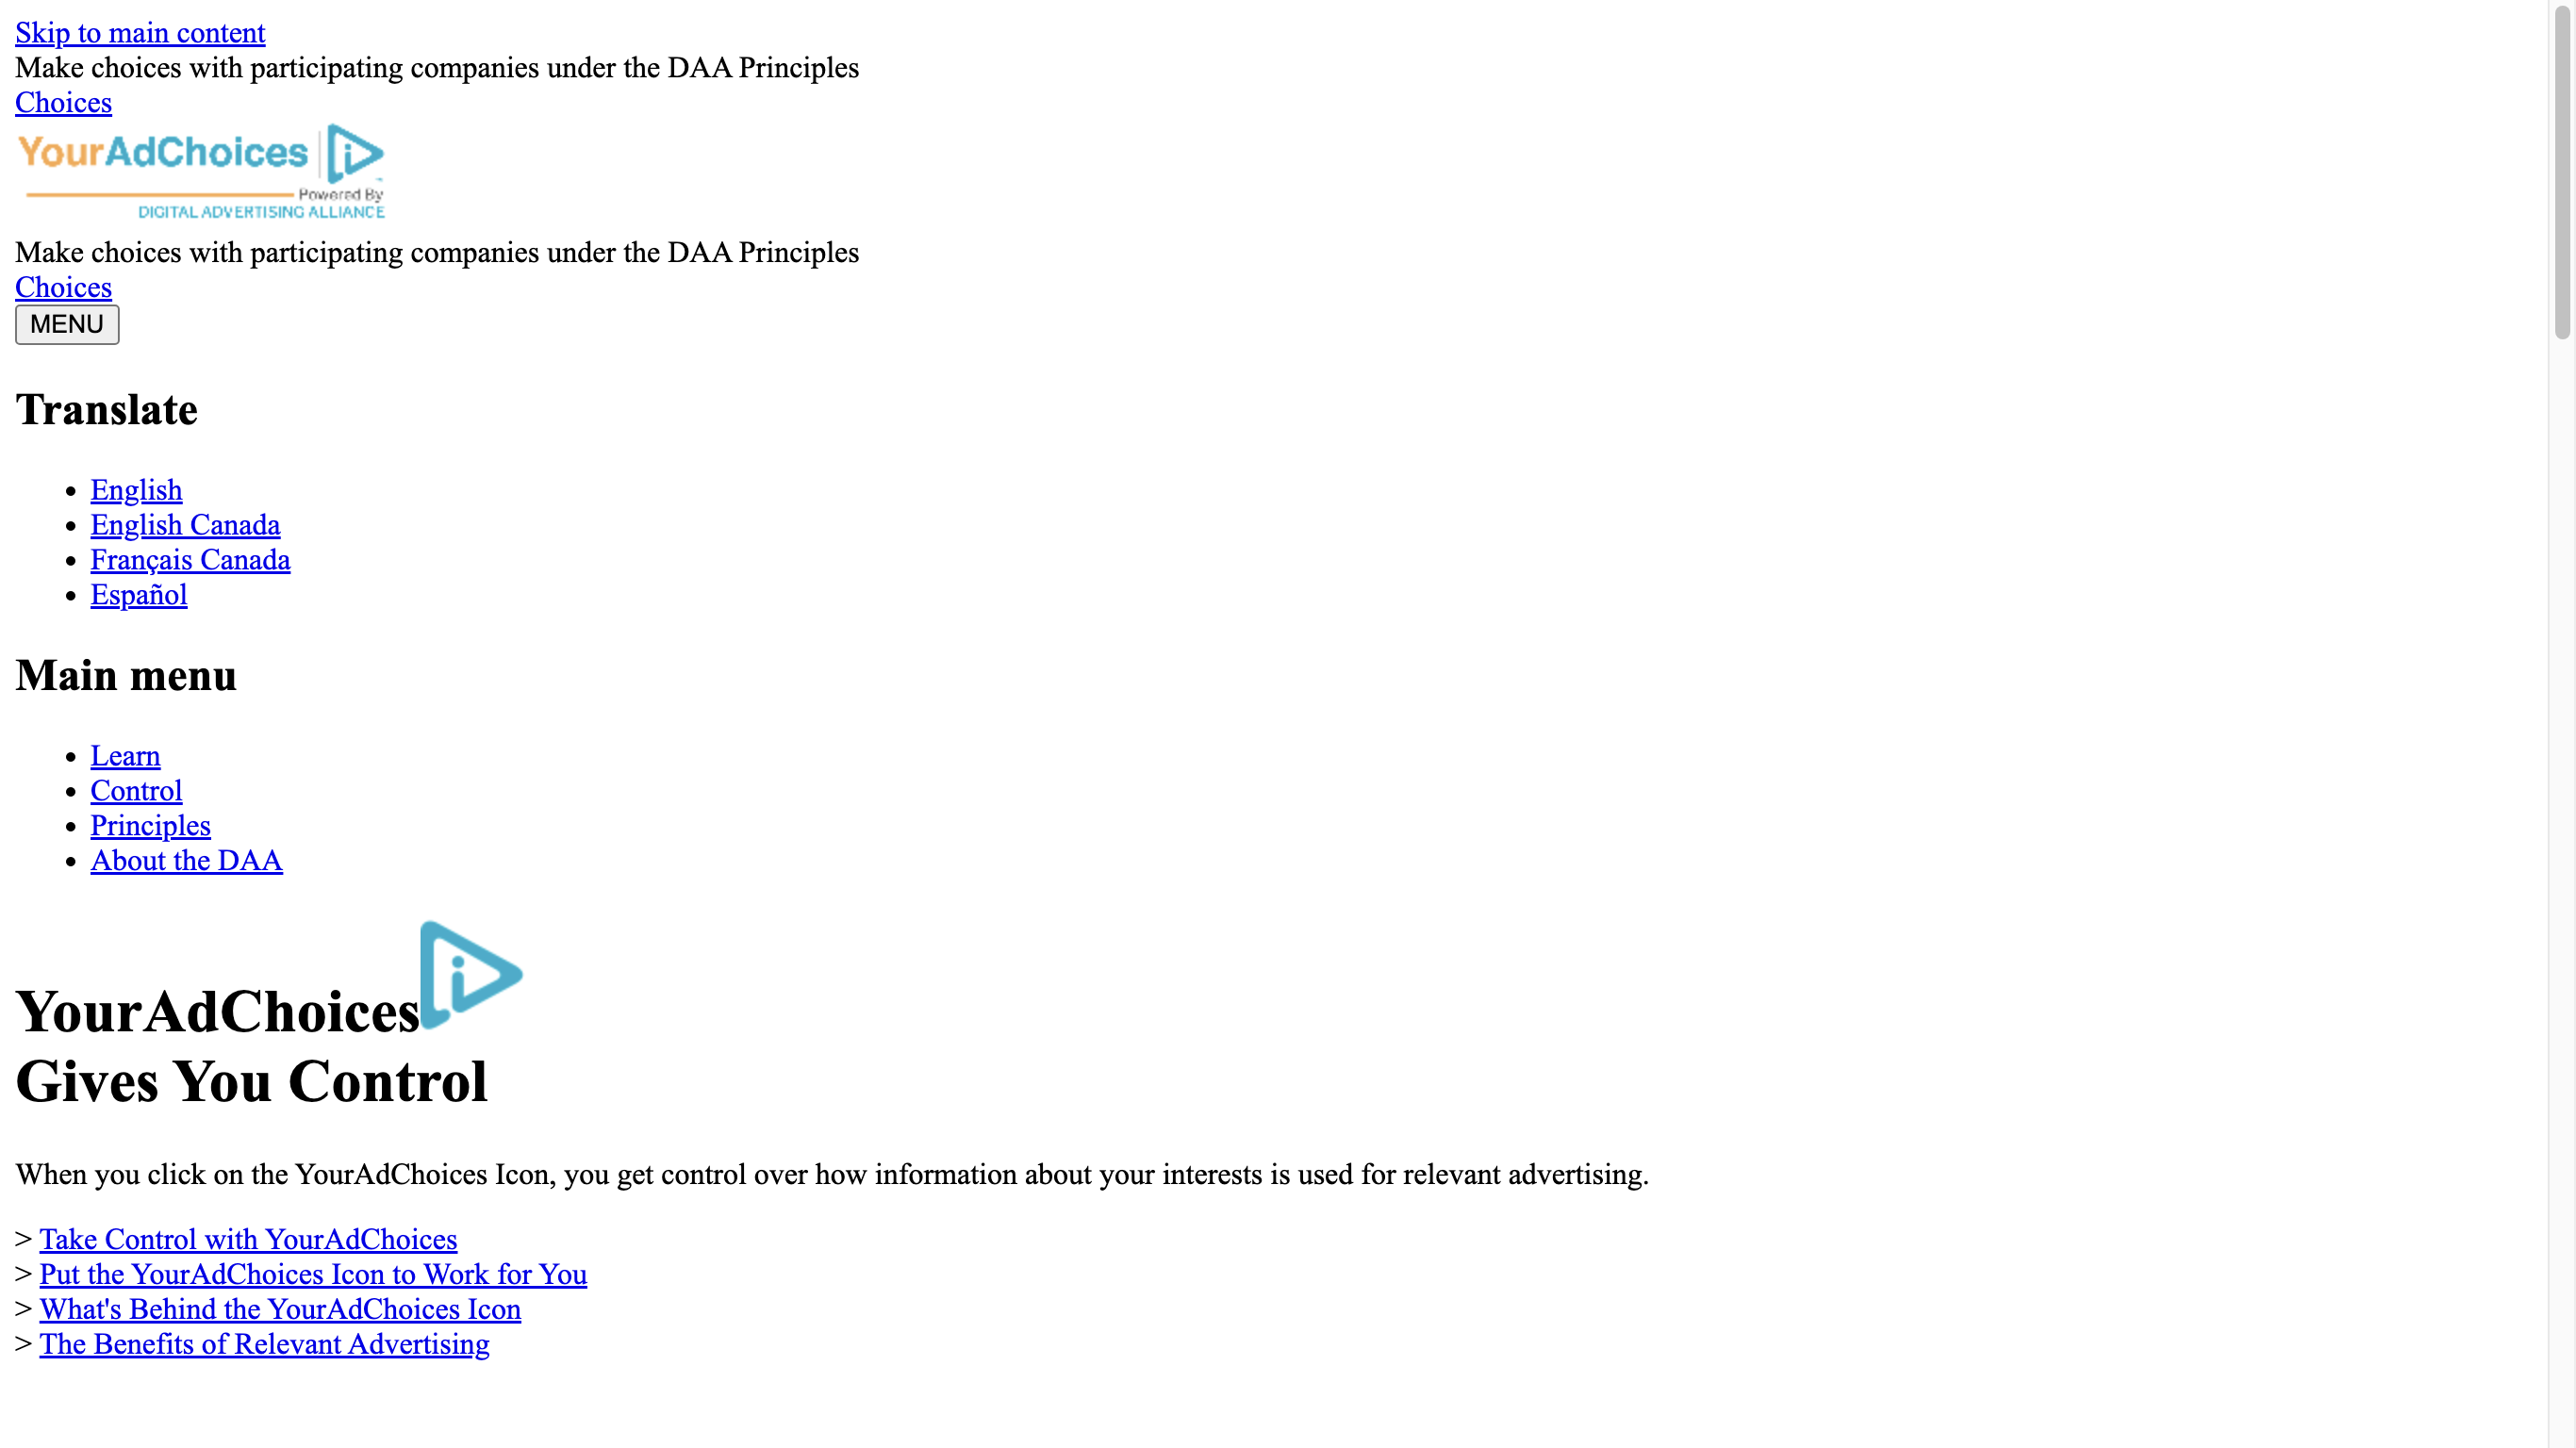 Skip to main content
Make choices with participating companies under the DAA Principles
Choices
YourAdChoices
Powered By
DIGITAL ADVERTISING ALLIANCE
Make choices with participating companies under the DAA Principles
Choices
MENU
Translate
• English
• English Canada
• Français Canada
• Español
Main menu
• Learn
• Control
• Principles
• About the DAA
YourAdChoices
Gives You Control
When you click on the YourAdChoices Icon, you get control over how information about your interests is used for relevant advertising.
> Take Control with YourAdChoices
> Put the YourAdChoices Icon to Work for You
> What's Behind the YourAdChoices Icon
> The Benefits of Relevant Advertising